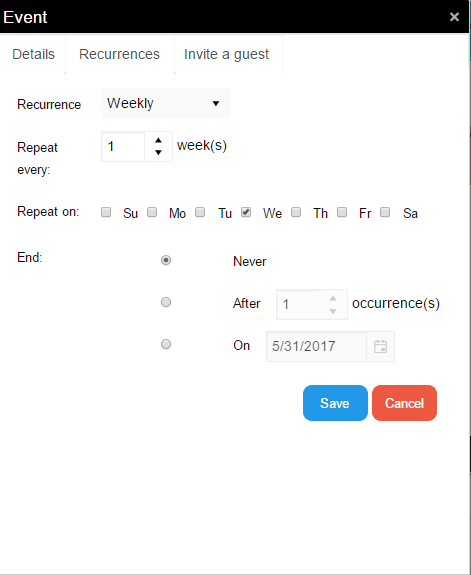 Event ×
Details Recurrences Invite a guest
Recurrence Weekly
Repeat every: 1 week(s)
Repeat on: Su Mo Tu We Th Fr Sa
End: Never
After 1 occurrence(s)
On 5/31/2017
Save Cancel